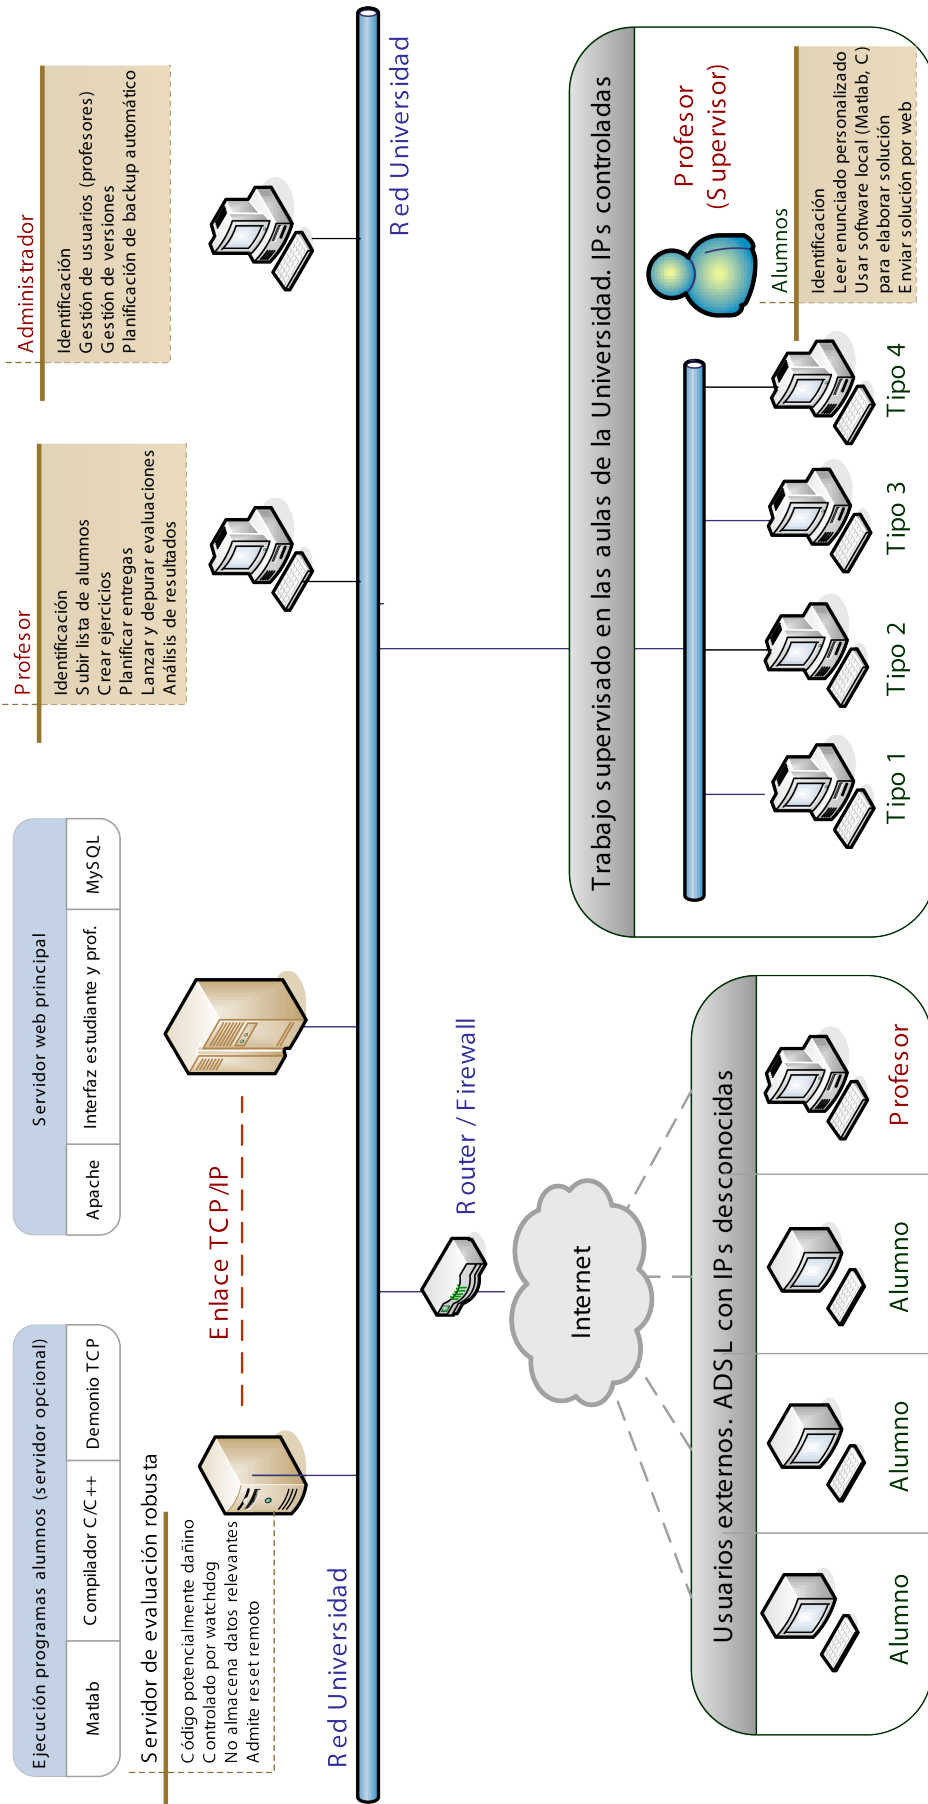 Ejecución programas alumnos (servidor opcional)
Matlab
Compilador C/C++
Demonio TCP
Servidor web principal
Apache
Interfaz estudiante y prof.
MySQL
Profesor
Identificación
Subir lista de alumnos
Crear ejercicios
Planificar entregas
Lanzar y depurar evaluaciones
Análisis de resultados
Administrador
Identificación
Gestión de usuarios (profesores)
Gestión de versiones
Planificación de backup automático
Servidor de evaluación robusta
Código potencialmente dañino
Controlado por watchdog
No almacena datos relevantes
Admite reset remoto
Enlace TCP/IP
Red Universidad
Red Universidad
Router / Firewall
Internet
Usuarios externos. ADSL con IPs desconocidas
Alumno
Alumno
Alumno
Profesor
Trabajo supervisado en las aulas de la Universidad. IPs controladas
Profesor
(Supervisor)
Alumnos
Identificación
Leer enunciado personalizado
Usar software local (Matlab, C)
para elaborar solución
Enviar solución por web
Tipo 1
Tipo 2
Tipo 3
Tipo 4